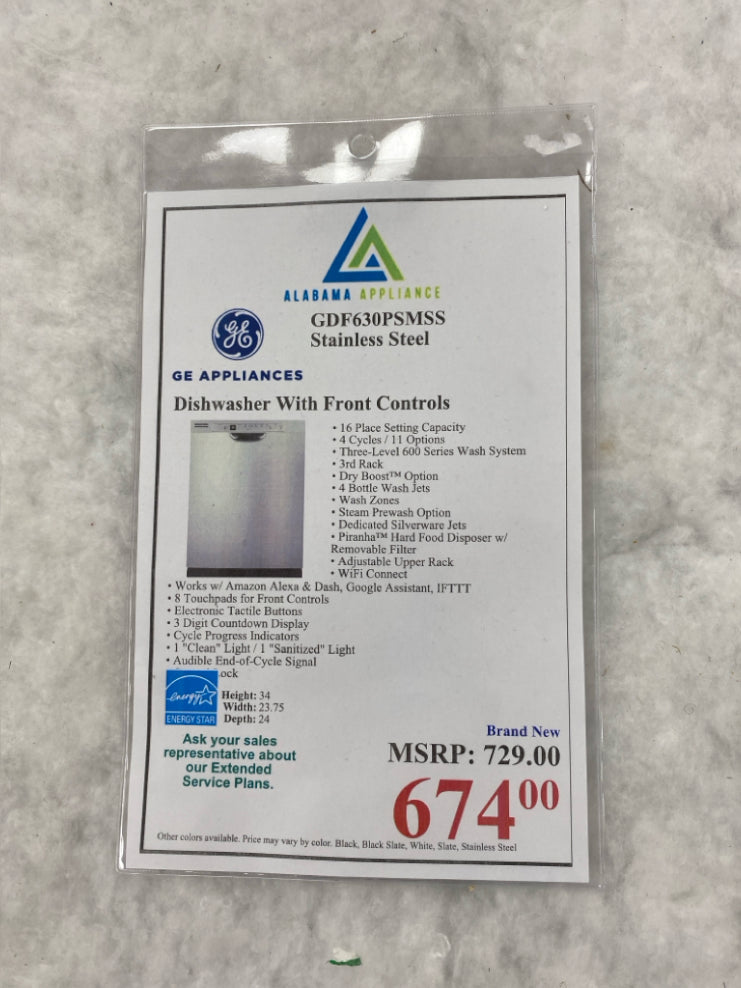 ALABAMA APPLIANCE
GE
GDF630PSMSS
Stainless Steel
GE APPLIANCES
Dishwasher With Front Controls
• 16 Place Setting Capacity
• 4 Cycles / 11 Options
• Three-Level 600 Series Wash System
• 3rd Rack
• Dry Boost™ Option
• 4 Bottle Wash Jets
• Wash Zones
• Steam Prewash Option
• Dedicated Silverware Jets
• Piranha™ Hard Food Disposer w/
Removable Filter
• Adjustable Upper Rack
• WiFi Connect
• Works w/ Amazon Alexa & Dash, Google Assistant, IFTTT
• 8 Touchpads for Front Controls
• Electronic Tactile Buttons
• 3 Digit Countdown Display
• Cycle Progress Indicators
• 1 "Clean" Light / 1 "Sanitized" Light
• Audible End-of-Cycle Signal
ock
energy
ENERGY STAR
Height: 34
Width: 23.75
Depth: 24
Ask your sales
representative about
our Extended
Service Plans.
Brand New
MSRP: 729.00
674 00
Other colors available. Price may vary by color. Black, Black Slate, White, Slate, Stainless Steel